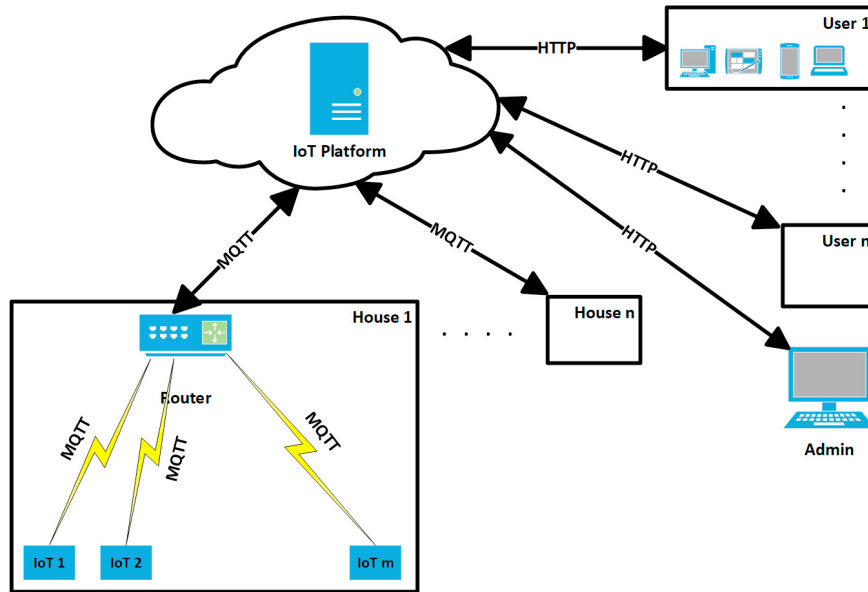 User 1
HTTP
IoT Platform
HTTP
User n
HTTP
MQTT
MQTT
House 1
House n
Router
MQTT
MQTT
MQTT
Admin
IoT 1
IoT 2
IoT m